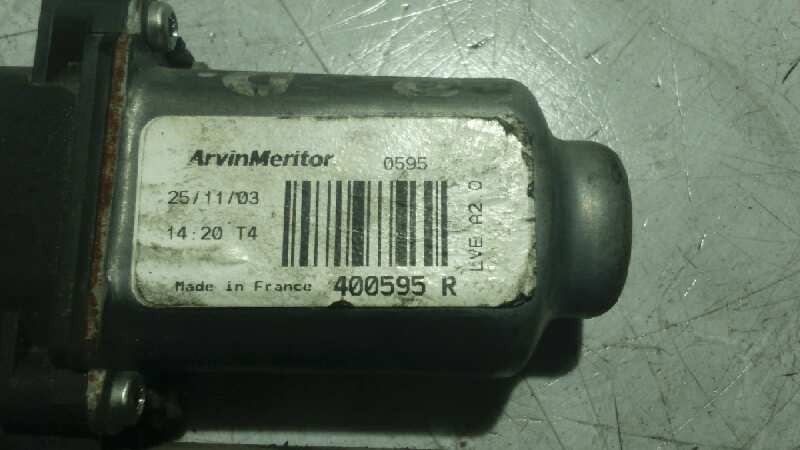 ArvinMeritor 0595
25/11/03
14:20 T4
Made in France 400595 R
LVE A2 0